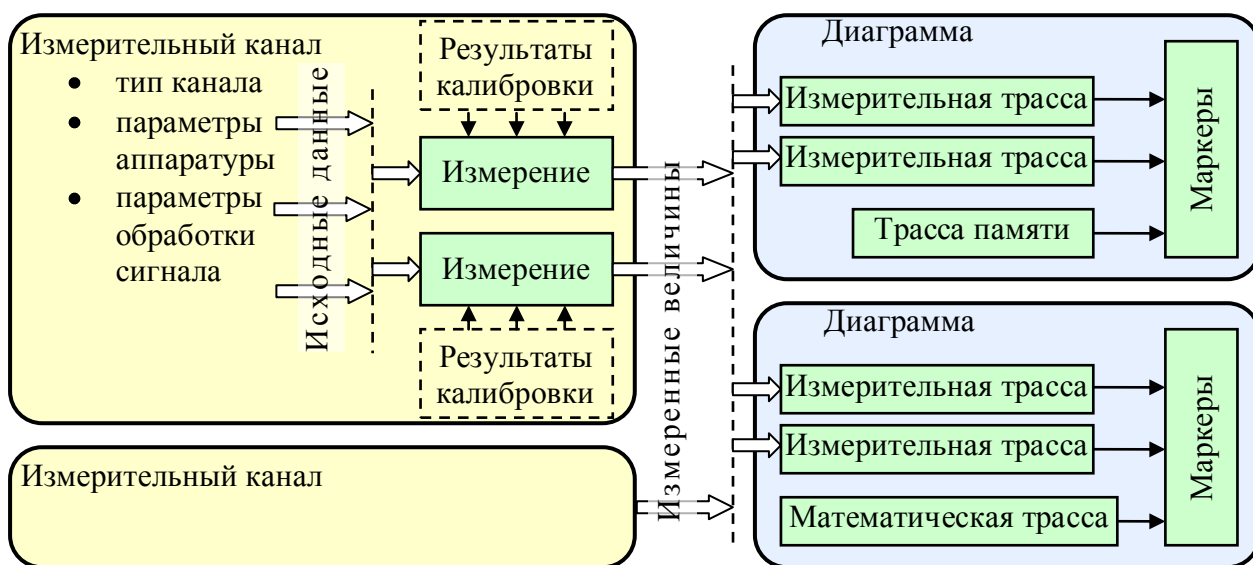 Измерительный канал
• тип канала
• параметры
аппаратуры
• параметры
обработки
сигнала
Исходные данные
Результаты
калибровки
Измерение
Измерение
Результаты
калибровки
Измерительный канал
Измеренные величины
Диаграмма
Измерительная трасса
Измерительная трасса
Трасса памяти
Маркеры
Диаграмма
Измерительная трасса
Измерительная трасса
Математическая трасса
Маркеры